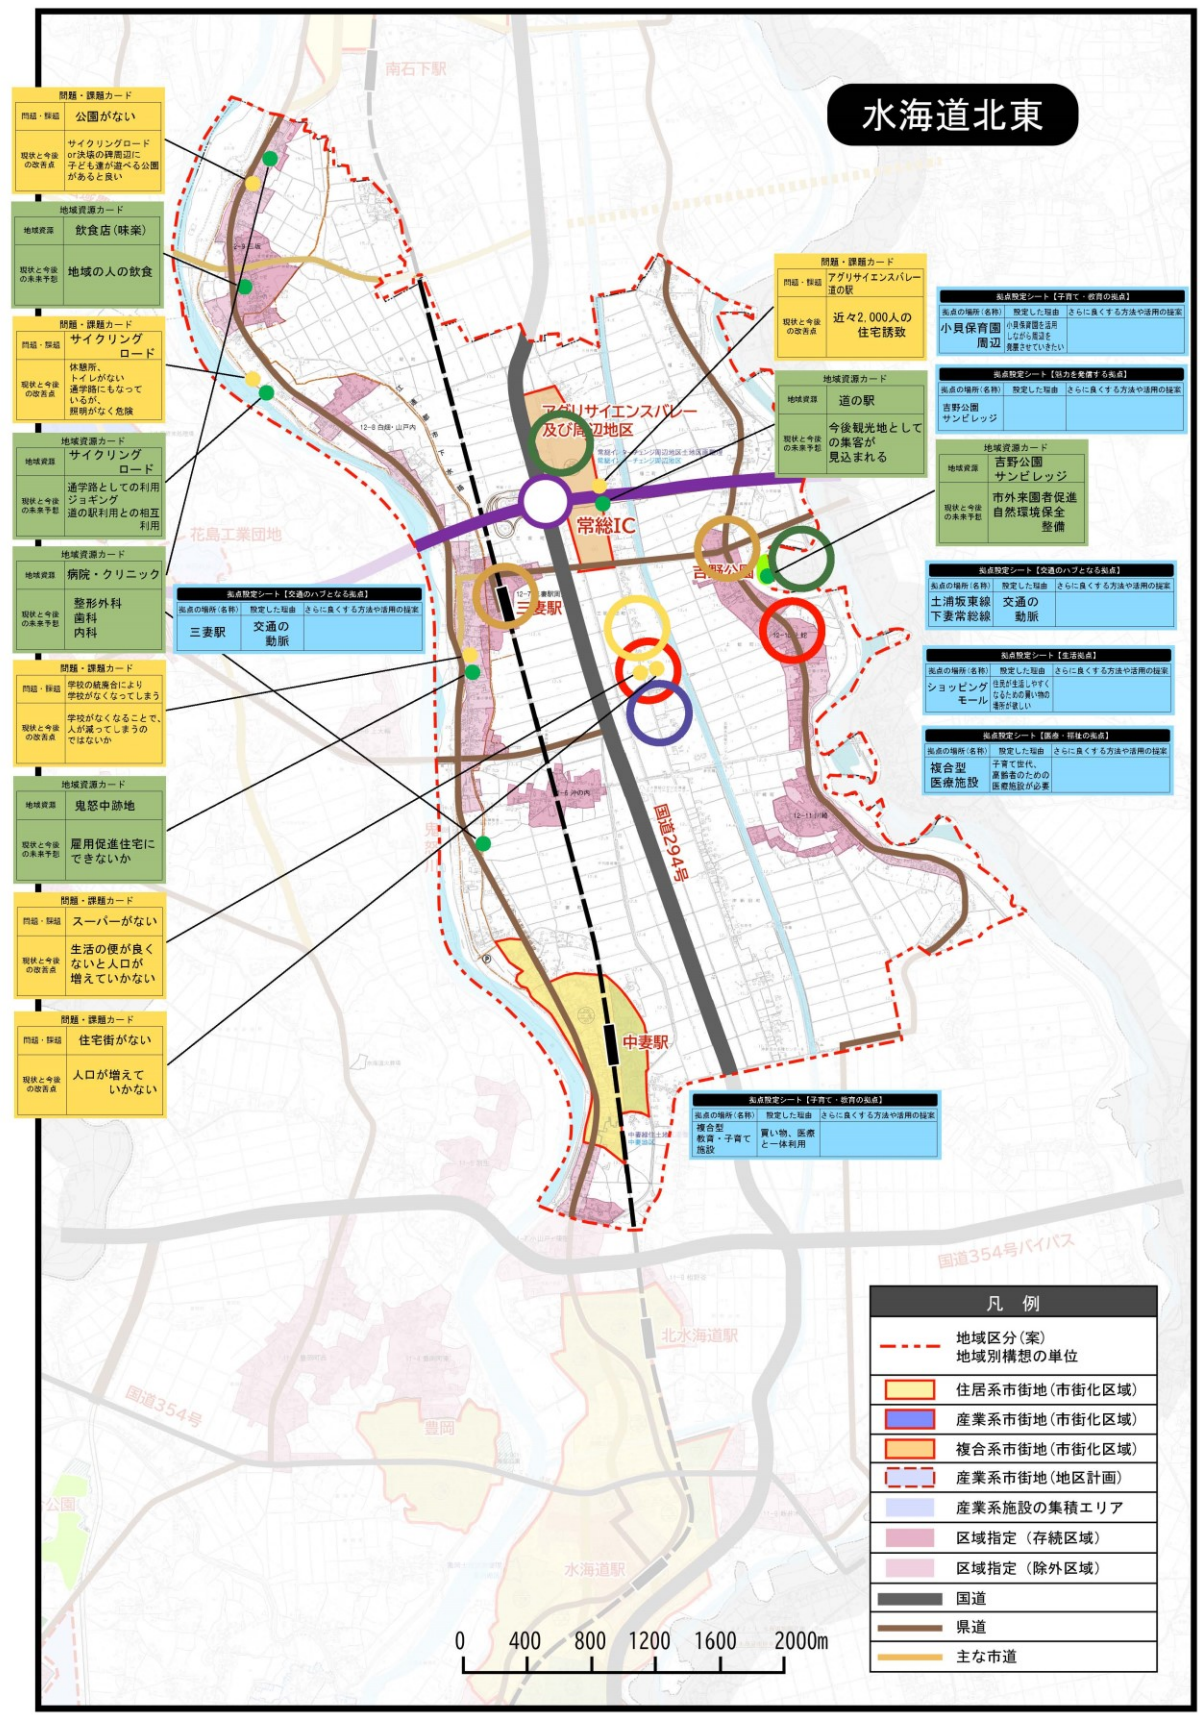 水海道北東
南石下駅
問題・課題カード
問題・課題
公園がない
現状と今後
の改善点
サイクリングロード
or決壊の碑周辺に
子ども達が遊べる公園
があると良い
地域資源カード
地域資源
飲食店(味楽)
現状と今後
の未来予想
地域の人の飲食
問題・課題カード
問題・課題
サイクリング
ロード
現状と今後
の改善点
休憩所、
トイレがない
通学路にもなって
いるが、
照明がなく危険
地域資源カード
地域資源
サイクリング
ロード
現状と今後
の未来予想
通学路としての利用
ジョギング
道の駅利用との相互
利用
地域資源カード
地域資源
病院・クリニック
現状と今後
の未来予想
整形外科
歯科
内科
問題・課題カード
問題・課題
学校の統廃合により
学校がなくなってしまう
現状と今後
の改善点
学校がなくなることで、
人が減ってしまうの
ではないか
地域資源カード
地域資源
鬼怒中跡地
現状と今後
の未来予想
雇用促進住宅に
できないか
問題・課題カード
問題・課題
スーパーがない
現状と今後
の改善点
生活の便が良く
ないと人口が
増えていかない
問題・課題カード
問題・課題
住宅街がない
現状と今後
の改善点
人口が増えて
いかない
拠点設定シート【交通のハブとなる拠点】
拠点の場所(名称)
設定した理由
さらに良くする方法や活用の提案
三妻駅
交通の
動脈
問題・課題カード
問題・課題
アグリサイエンスバレー
道の駅
現状と今後
の改善点
近々2,000人の
住宅誘致
地域資源カード
地域資源
道の駅
現状と今後
の未来予想
今後観光地として
の集客が
見込まれる
拠点設定シート【子育て・教育の拠点】
拠点の場所(名称)
設定した理由
さらに良くする方法や活用の提案
小貝保育園
周辺
小貝保育園を活用
しながら周辺を
発展させていきたい
拠点設定シート【魅力を発信する拠点】
拠点の場所(名称)
設定した理由
さらに良くする方法や活用の提案
吉野公園
サンビレッジ
地域資源カード
地域資源
吉野公園
サンビレッジ
現状と今後
の未来予想
市外来園者促進
自然環境保全
整備
拠点設定シート【交通のハブとなる拠点】
拠点の場所(名称)
設定した理由
さらに良くする方法や活用の提案
土浦坂東線
下妻常総線
交通の
動脈
拠点設定シート【生活拠点】
拠点の場所(名称)
設定した理由
さらに良くする方法や活用の提案
ショッピング
モール
住民が生活しやすく
なるための買い物の
場所が欲しい
拠点設定シート【医療・福祉の拠点】
拠点の場所(名称)
設定した理由
さらに良くする方法や活用の提案
複合型
医療施設
子育て世代、
高齢者のための
医療施設が必要
拠点設定シート【子育て・教育の拠点】
拠点の場所(名称)
設定した理由
さらに良くする方法や活用の提案
複合型
教育・子育て
施設
買い物、医療
と一体利用
アグリサイエンスバレー
及び周辺地区
常総IC
吉野公園
三妻駅
12-8 白畑・山戸内
花島工業団地
鬼怒川
国道294号
中妻駅
国道354号バイパス
北水海道駅
国道354号
豊岡
水海道駅
公園
0 400 800 1200 1600 2000m
凡 例
地域区分(案)
地域別構想の単位
住居系市街地(市街化区域)
産業系市街地(市街化区域)
複合系市街地(市街化区域)
産業系市街地(地区計画)
産業系施設の集積エリア
区域指定(存続区域)
区域指定(除外区域)
国道
県道
主な市道